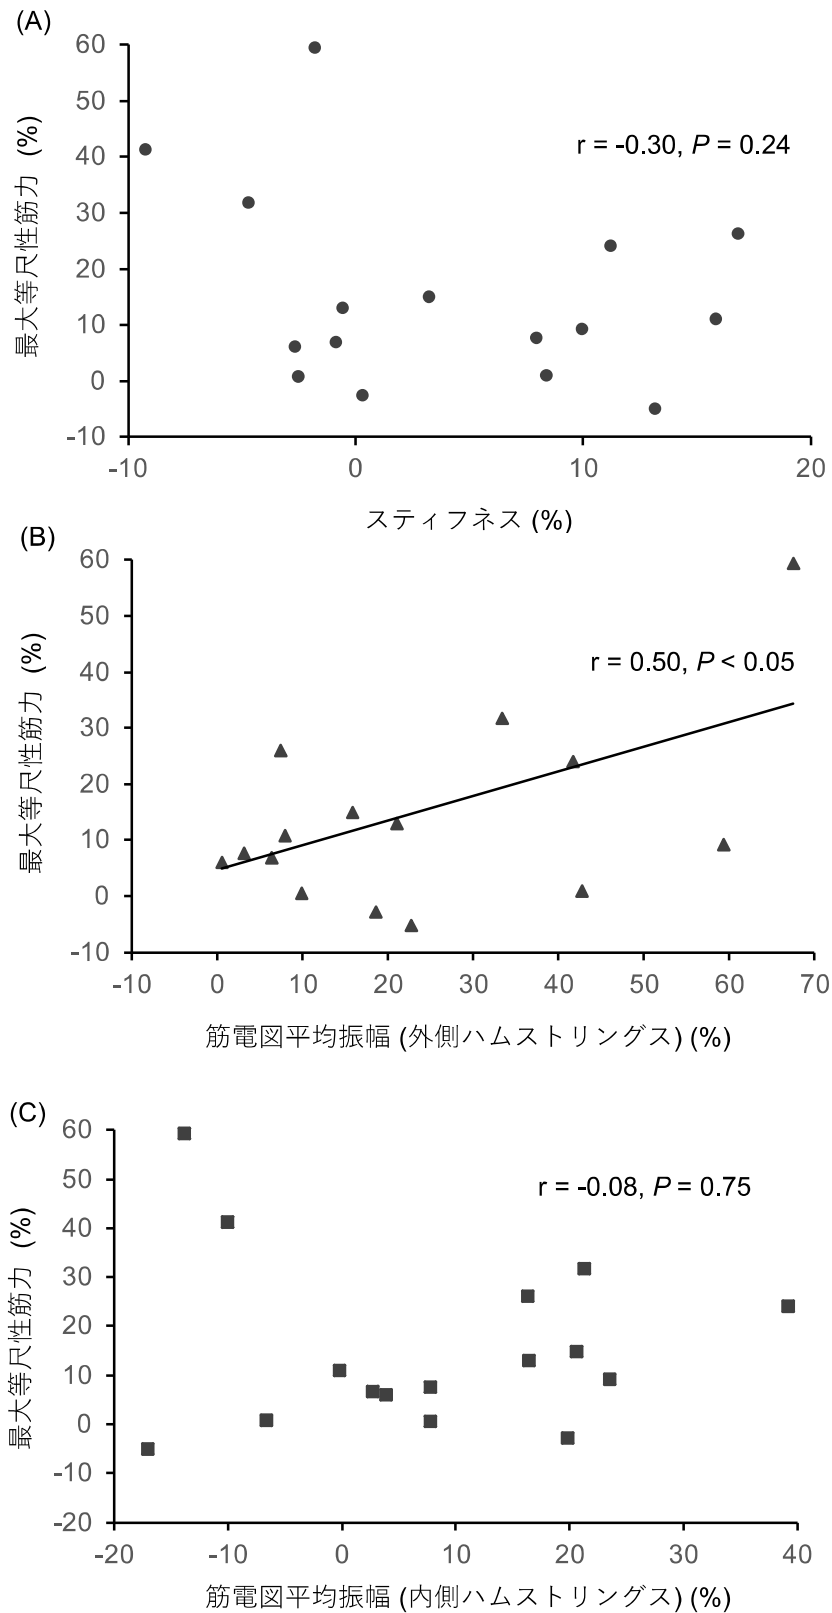 (A)
最大等尺性筋力 (%)
60
50
40
30
20
10
0
-10
r = -0.30, P = 0.24
-10 0 10 20
スティフネス (%)
(B)
最大等尺性筋力 (%)
60
50
40
30
20
10
0
-10
r = 0.50, P < 0.05
-10 0 10 20 30 40 50 60 70
筋電図平均振幅 (外側ハムストリングス) (%)
(C)
最大等尺性筋力 (%)
60
50
40
30
20
10
0
-10
-20
r = -0.08, P = 0.75
-20 -10 0 10 20 30 40
筋電図平均振幅 (内側ハムストリングス) (%)